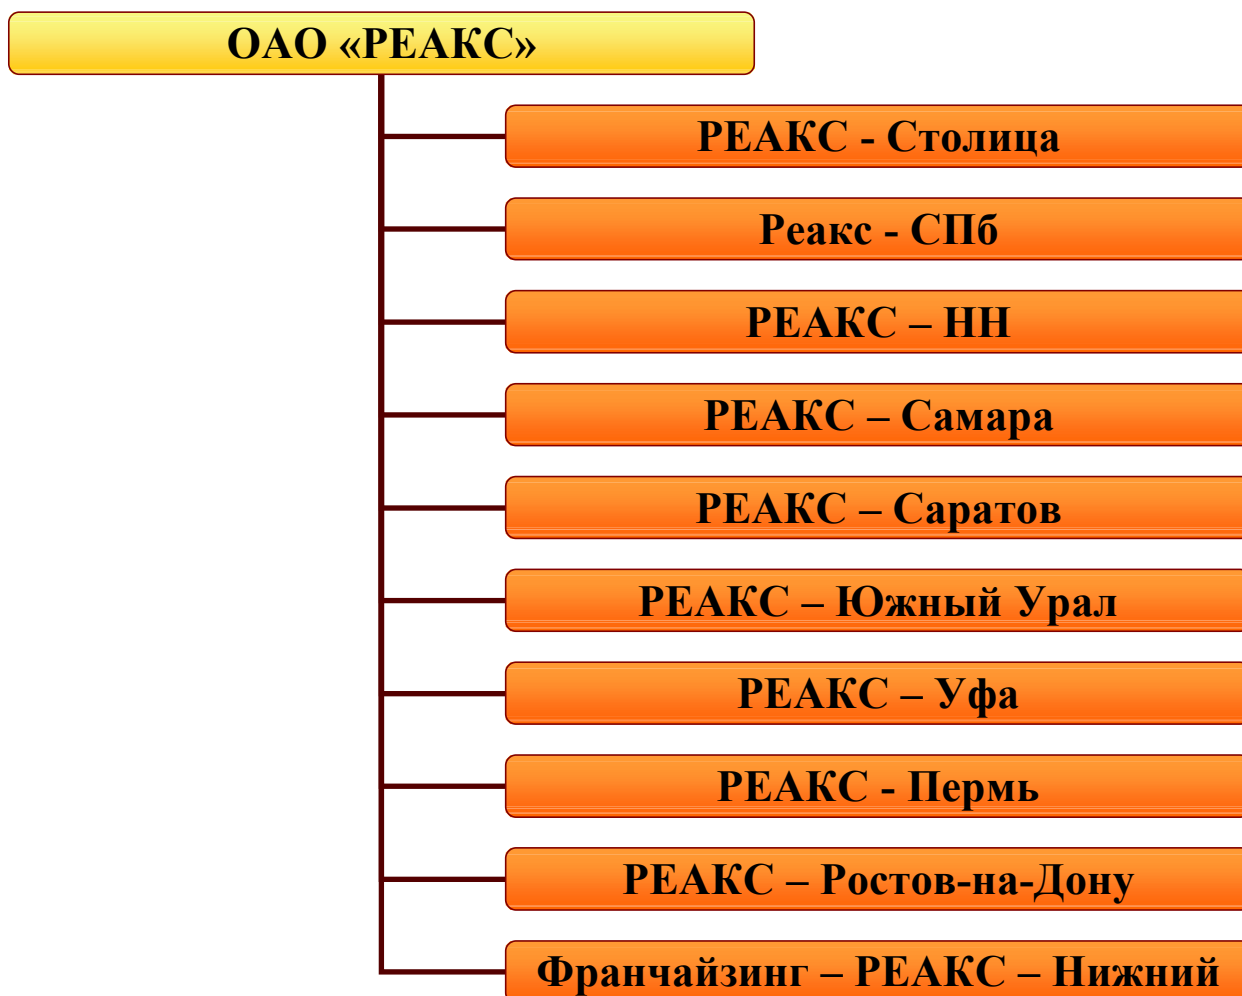 ОАО «РЕАКС»
РЕАКС - Столица
Реакс - СПб
РЕАКС – НН
РЕАКС – Самара
РЕАКС – Саратов
РЕАКС – Южный Урал
РЕАКС – Уфа
РЕАКС - Пермь
РЕАКС – Ростов-на-Дону
Франчайзинг – РЕАКС – Нижний